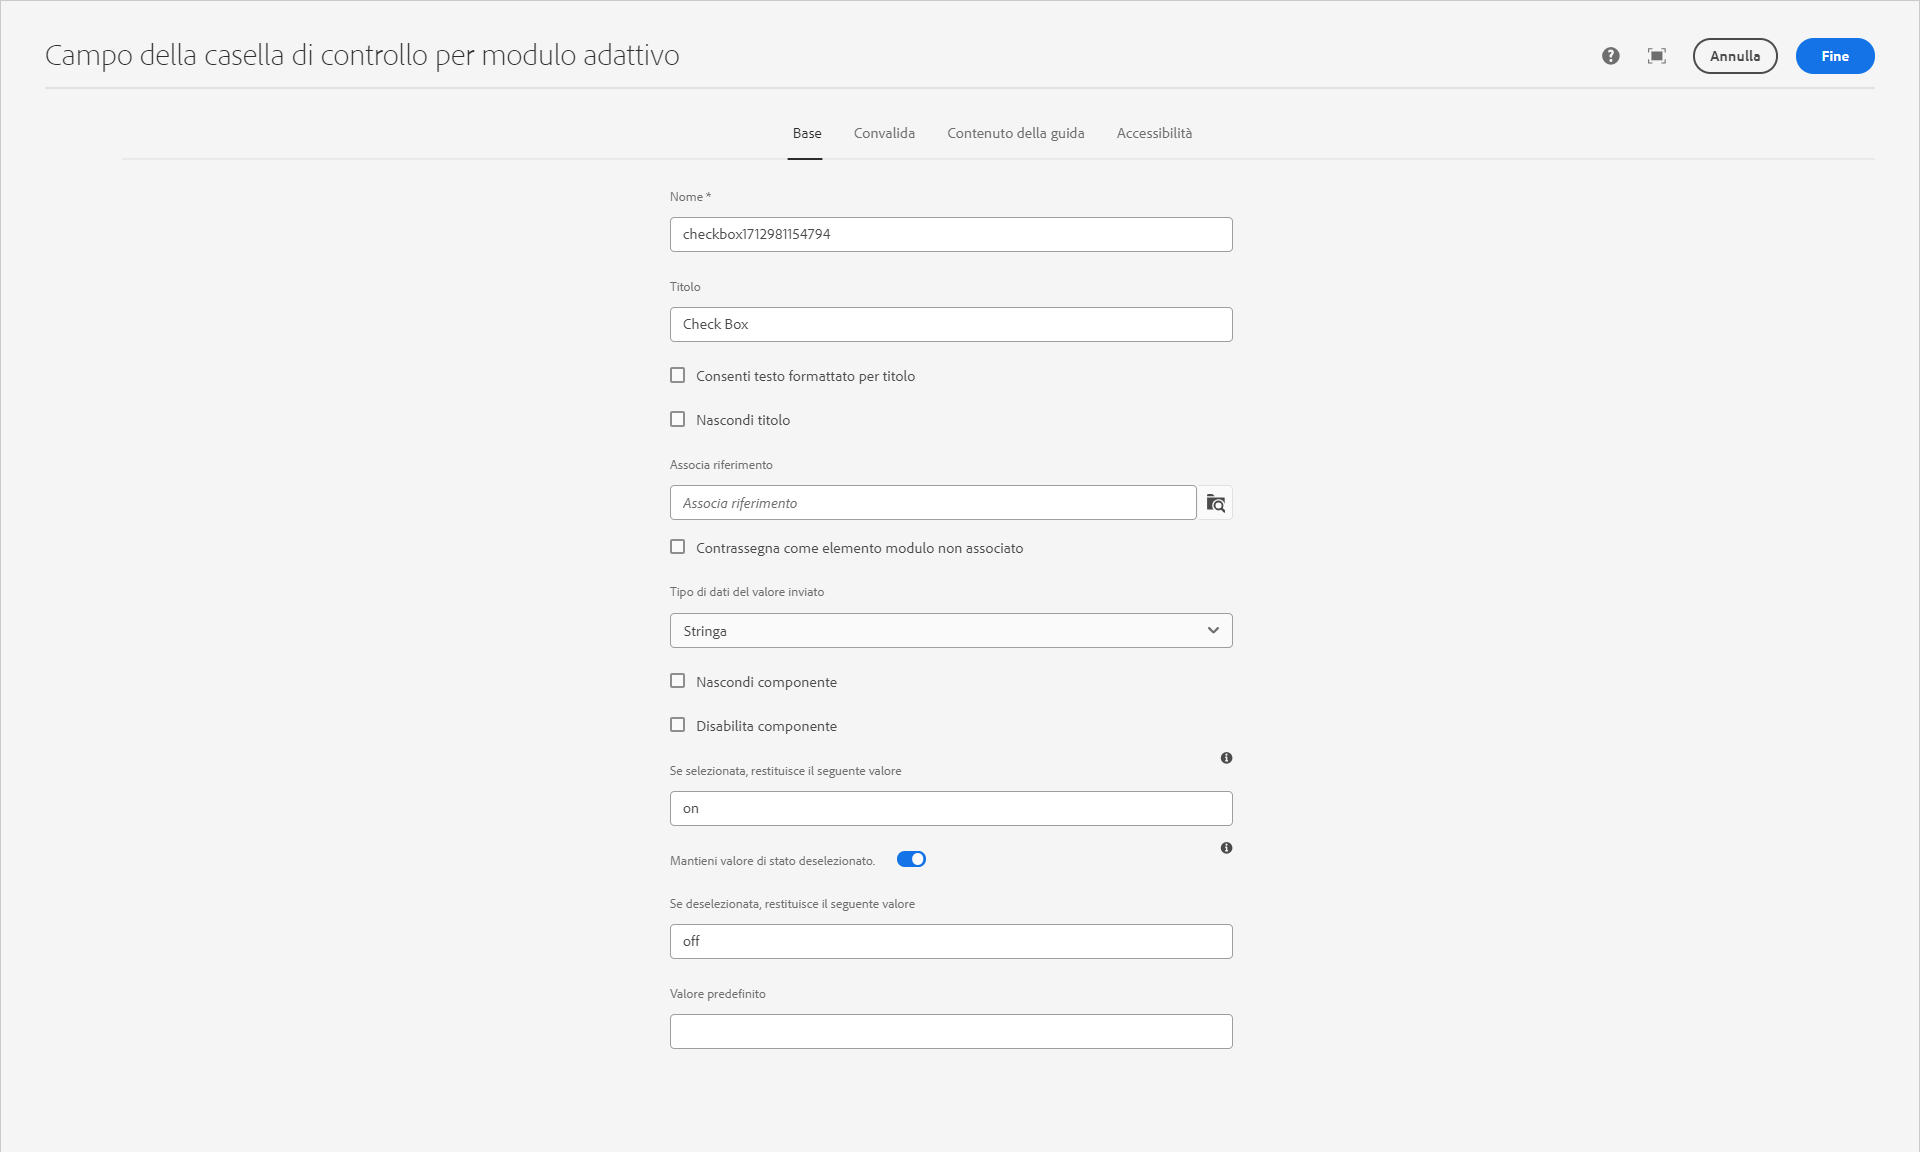 Campo della casella di controllo per modulo adattivo
Annulla
Fine
Base
Convalida
Contenuto della guida
Accessibilità
Nome *
checkbox1712981154794
Titolo
Check Box
Consenti testo formattato per titolo
Nascondi titolo
Associa riferimento
Associa riferimento
Contrassegna come elemento modulo non associato
Tipo di dati del valore inviato
Stringa
Nascondi componente
Disabilita componente
Se selezionata, restituisce il seguente valore
on
Mantieni valore di stato deselezionato.
Se deselezionata, restituisce il seguente valore
off
Valore predefinito